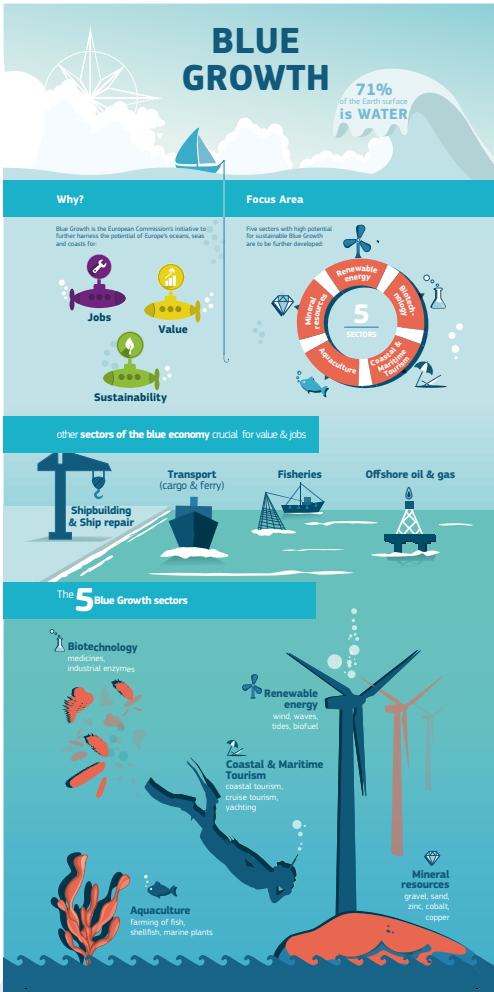 BLUE
GROWTH
71%
of the Earth surface
is WATER
Why?
Blue Growth is the European Commission's initiative to
further harness the potential of Europe's oceans, seas
and coasts for:
Jobs
Value
Sustainability
Focus Area
Five sectors with high potential
for sustainable Blue Growth
are to be further developed:
Renewable
energy
Biotech-
nology
Coastal &
Maritime
Tourism
Aquaculture
Mineral
resources
5
SECTORS
other sectors of the blue economy crucial for value & jobs
Shipbuilding
& Ship repair
Transport
(cargo & ferry)
Fisheries
Offshore oil & gas
The 5 Blue Growth sectors
Biotechnology
medicines,
industrial enzymes
Renewable
energy
wind, waves,
tides, biofuel
Coastal & Maritime
Tourism
coastal tourism,
cruise tourism,
yachting
Mineral
resources
gravel, sand,
zinc, cobalt,
copper
Aquaculture
farming of fish,
shellfish, marine plants